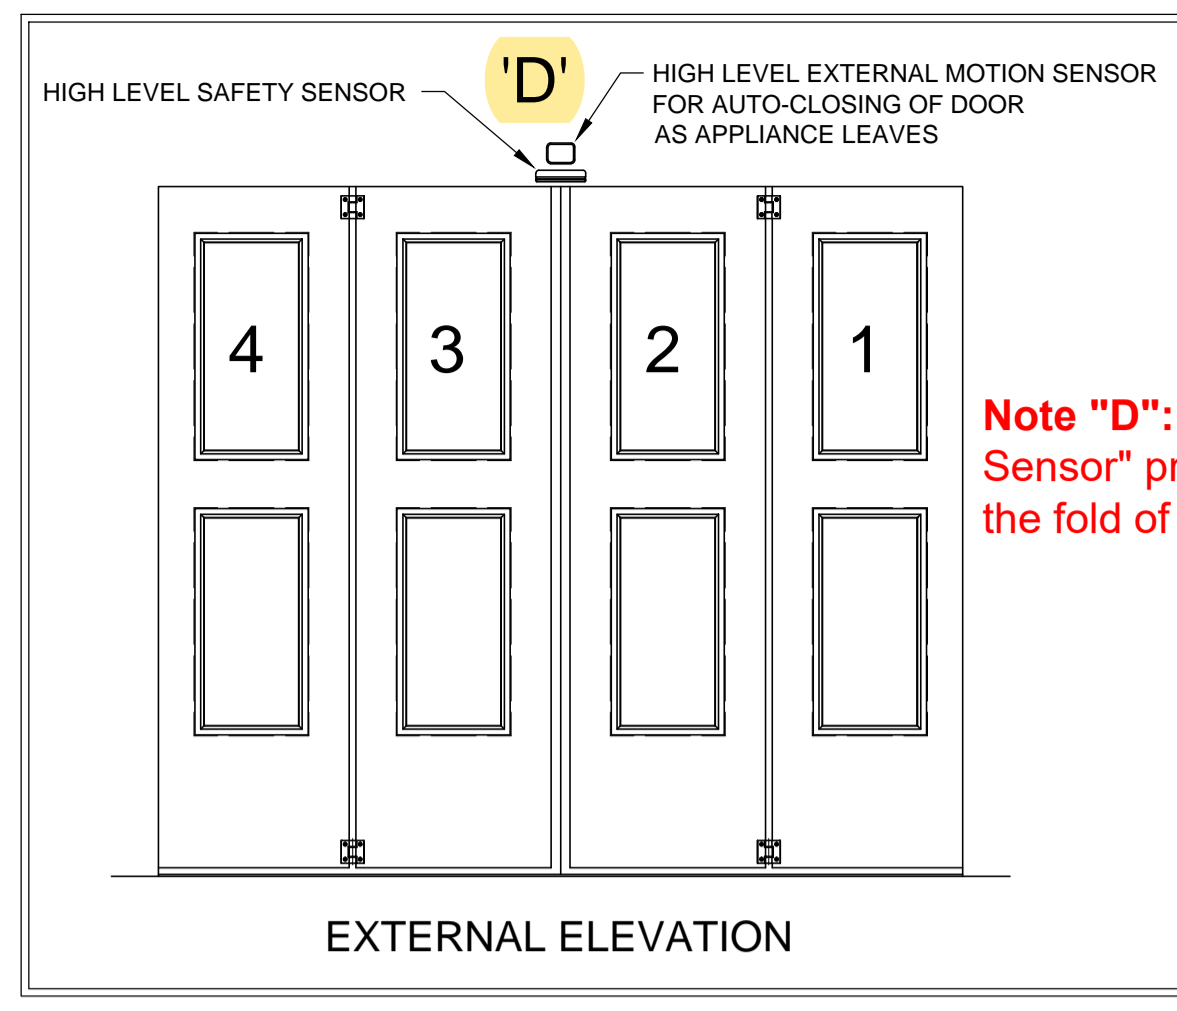 'D'
HIGH LEVEL SAFETY SENSOR
HIGH LEVEL EXTERNAL MOTION SENSOR
FOR AUTO-CLOSING OF DOOR
AS APPLIANCE LEAVES
4 3 2 1
Note "D":
Sensor"
the fold of
EXTERNAL ELEVATION